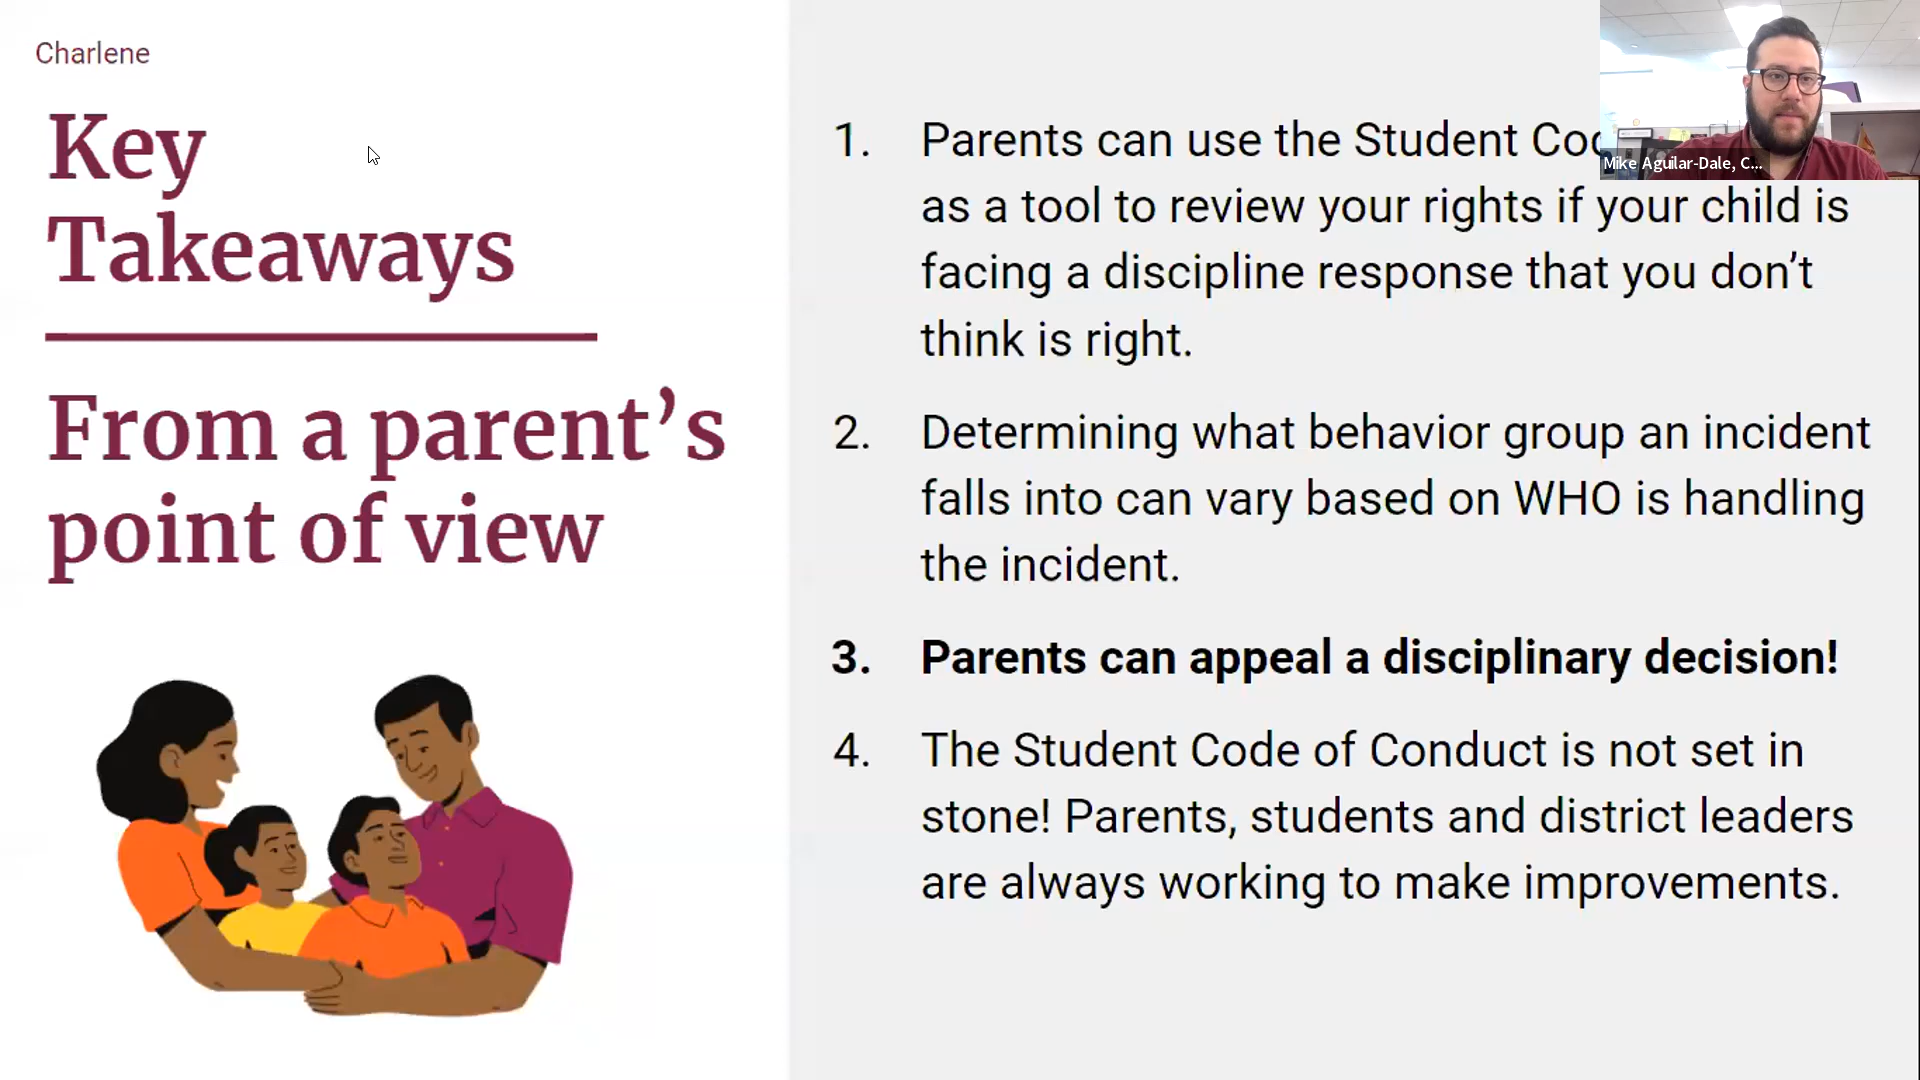 Charlene
Key
Takeaways
From a parent’s
point of view
1. Parents can use the Student
as a tool to review your rights if your child is
facing a discipline response that you don’t
think is right.
2. Determining what behavior group an incident
falls into can vary based on WHO is handling
the incident.
3. Parents can appeal a disciplinary decision!
4. The Student Code of Conduct is not set in
stone! Parents, students and district leaders
are always working to make improvements.
Mike Aguilar-Dale, C...